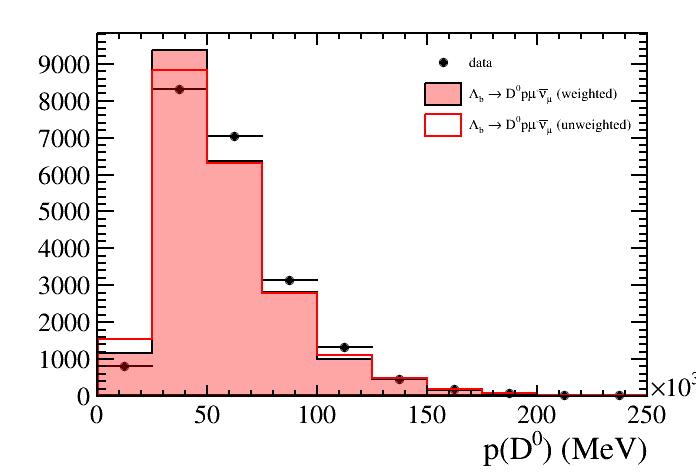 9000
8000
7000
6000
5000
4000
3000
2000
1000
0
data
Λb → D⁰pμ ν̅μ (weighted)
Λb → D⁰pμ ν̅μ (unweighted)
0 50 100 150 200 250
×10³
p(D⁰) (MeV)